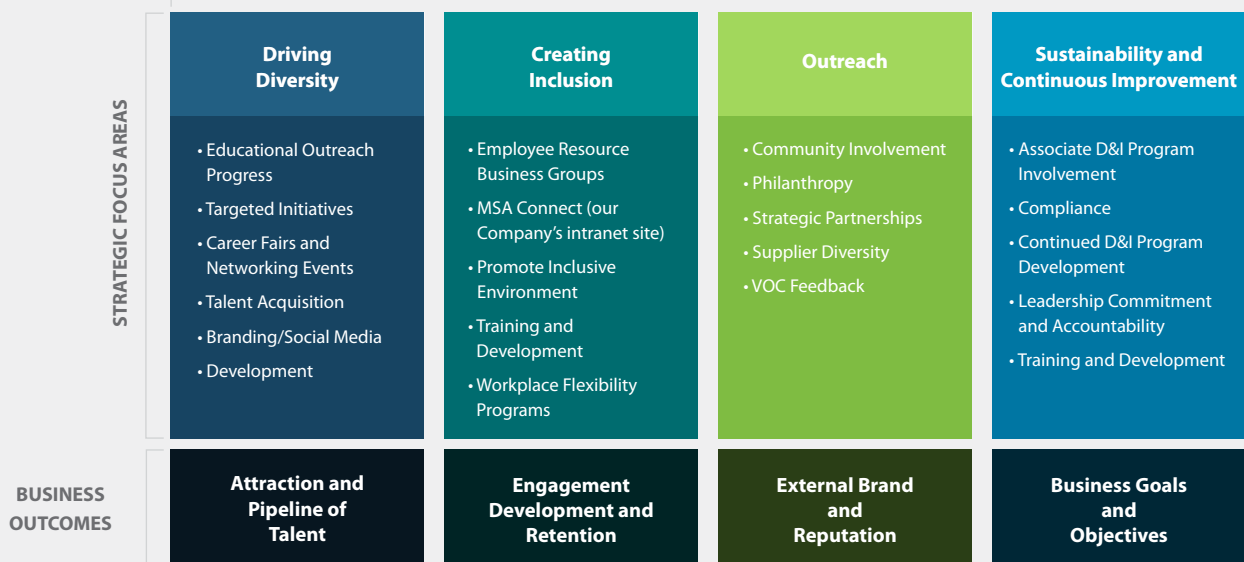 STRATEGIC FOCUS AREAS
Driving
Diversity
• Educational Outreach
Progress
• Targeted Initiatives
• Career Fairs and
Networking Events
• Talent Acquisition
• Branding/Social Media
• Development
Creating
Inclusion
• Employee Resource
Business Groups
• MSA Connect (our
Company's intranet site)
• Promote Inclusive
Environment
• Training and
Development
• Workplace Flexibility
Programs
Outreach
• Community Involvement
• Philanthropy
• Strategic Partnerships
• Supplier Diversity
• VOC Feedback
Sustainability and
Continuous Improvement
• Associate D&I Program
Involvement
• Compliance
• Continued D&I Program
Development
• Leadership Commitment
and Accountability
• Training and Development
BUSINESS
OUTCOMES
Attraction and
Pipeline of
Talent
Engagement
Development and
Retention
External Brand
and
Reputation
Business Goals
and
Objectives